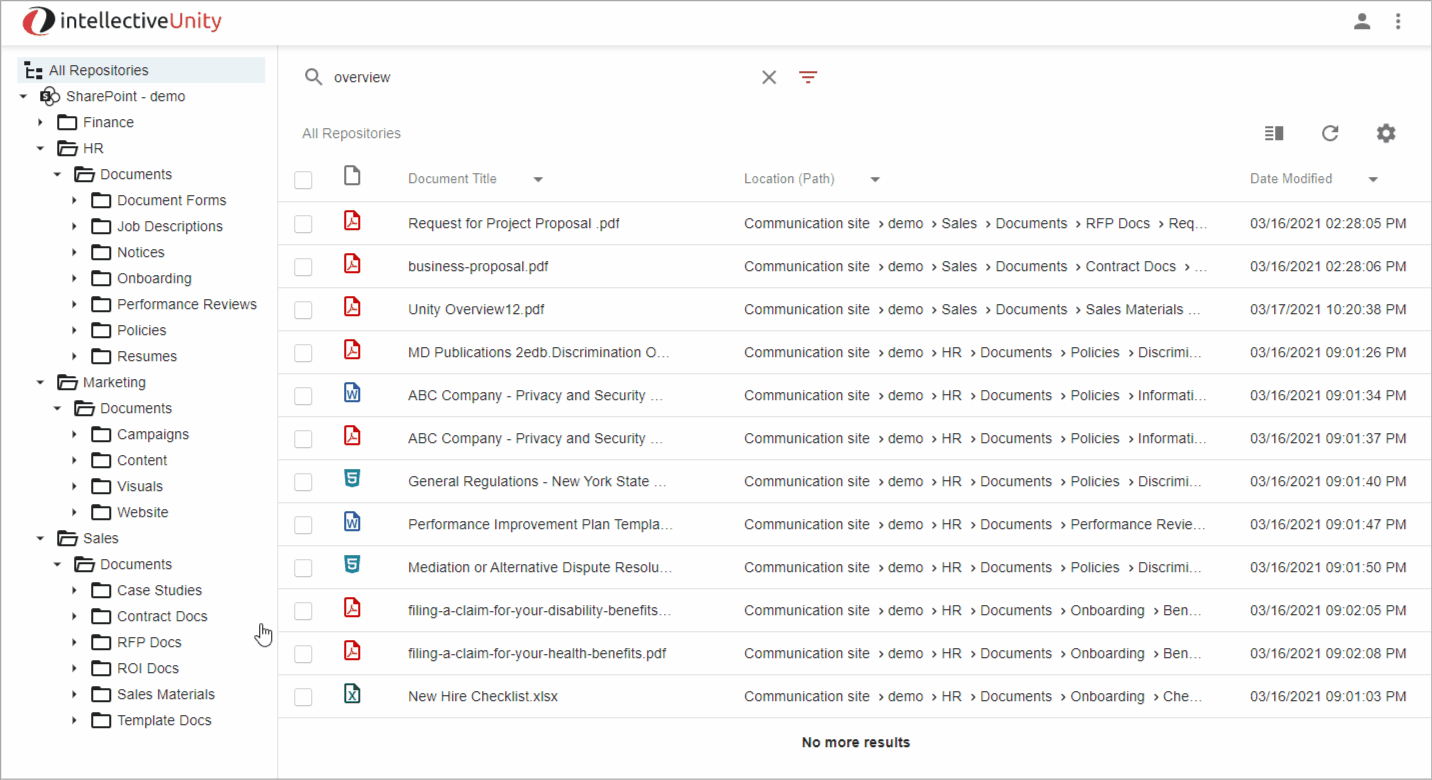 intellectiveUnity
All Repositories
SharePoint - demo
Finance
HR
Documents
Document Forms
Job Descriptions
Notices
Onboarding
Performance Reviews
Policies
Resumes
Marketing
Documents
Campaigns
Content
Visuals
Website
Sales
Documents
Case Studies
Contract Docs
RFP Docs
ROI Docs
Sales Materials
Template Docs
overview
All Repositories
Document Title Location (Path) Date Modified
Request for Project Proposal .pdf Communication site › demo › Sales › Documents › RFP Docs › Req... 03/16/2021 02:28:05 PM
business-proposal.pdf Communication site › demo › Sales › Documents › Contract Docs › ... 03/16/2021 02:28:06 PM
Unity Overview12.pdf Communication site › demo › Sales › Documents › Sales Materials ... 03/17/2021 10:20:38 PM
MD Publications 2edb.Discrimination O... Communication site › demo › HR › Documents › Policies › Discrimi... 03/16/2021 09:01:26 PM
ABC Company - Privacy and Security ... Communication site › demo › HR › Documents › Policies › Informati... 03/16/2021 09:01:34 PM
ABC Company - Privacy and Security ... Communication site › demo › HR › Documents › Policies › Informati... 03/16/2021 09:01:37 PM
General Regulations - New York State ... Communication site › demo › HR › Documents › Policies › Discrimi... 03/16/2021 09:01:40 PM
Performance Improvement Plan Templa... Communication site › demo › HR › Documents › Performance Revie... 03/16/2021 09:01:47 PM
Mediation or Alternative Dispute Resolu... Communication site › demo › HR › Documents › Policies › Discrimi... 03/16/2021 09:01:50 PM
filing-a-claim-for-your-disability-benefits... Communication site › demo › HR › Documents › Onboarding › Ben... 03/16/2021 09:02:05 PM
filing-a-claim-for-your-health-benefits.pdf Communication site › demo › HR › Documents › Onboarding › Ben... 03/16/2021 09:02:08 PM
New Hire Checklist.xlsx Communication site › demo › HR › Documents › Onboarding › Che... 03/16/2021 09:01:03 PM
No more results